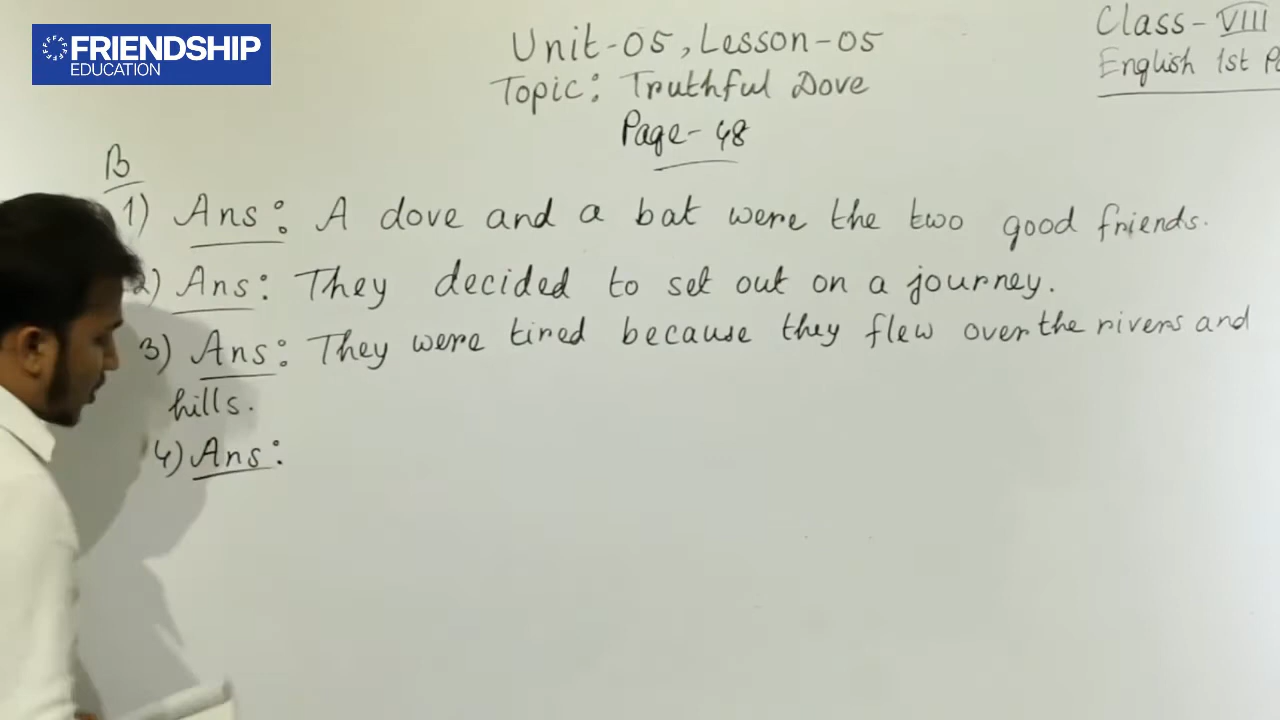 FRIENDSHIP
EDUCATION
Unit-05, Lesson-05
Topic: Truthful Dove
Page-48
Class-VIII
English 1st
B
1) Ans: A dove and a bat were the two good friends.
2) Ans: They decided to set out on a journey.
3) Ans: They were tired because they flew over the rivers and
hills.
4) Ans: